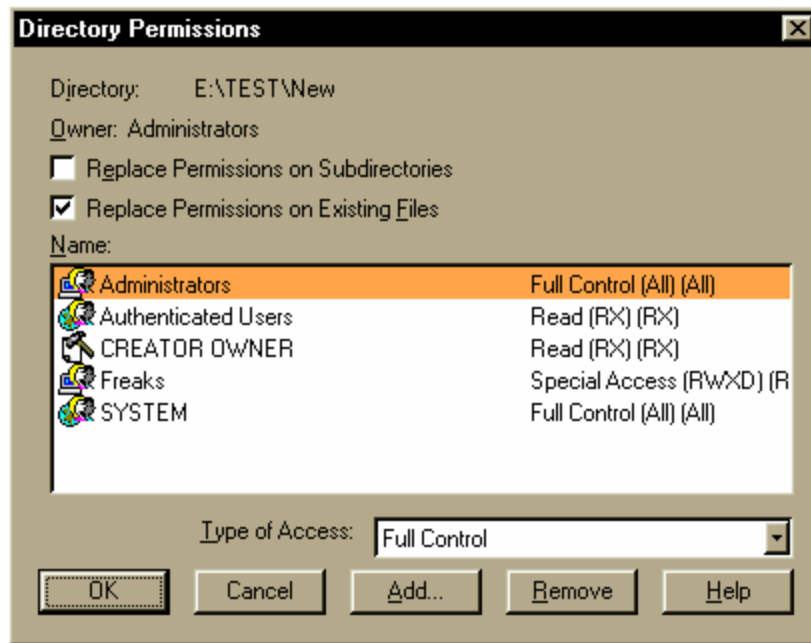 Directory Permissions
Directory: E:\TEST\New
Owner: Administrators
Replace Permissions on Subdirectories
Replace Permissions on Existing Files
Name:
Administrators Full Control (All) (All)
Authenticated Users Read (RX) (RX)
CREATOR OWNER Read (RX) (RX)
Freaks Special Access (RWXD) (R
SYSTEM Full Control (All) (All)
Type of Access: Full Control
OK Cancel Add... Remove Help